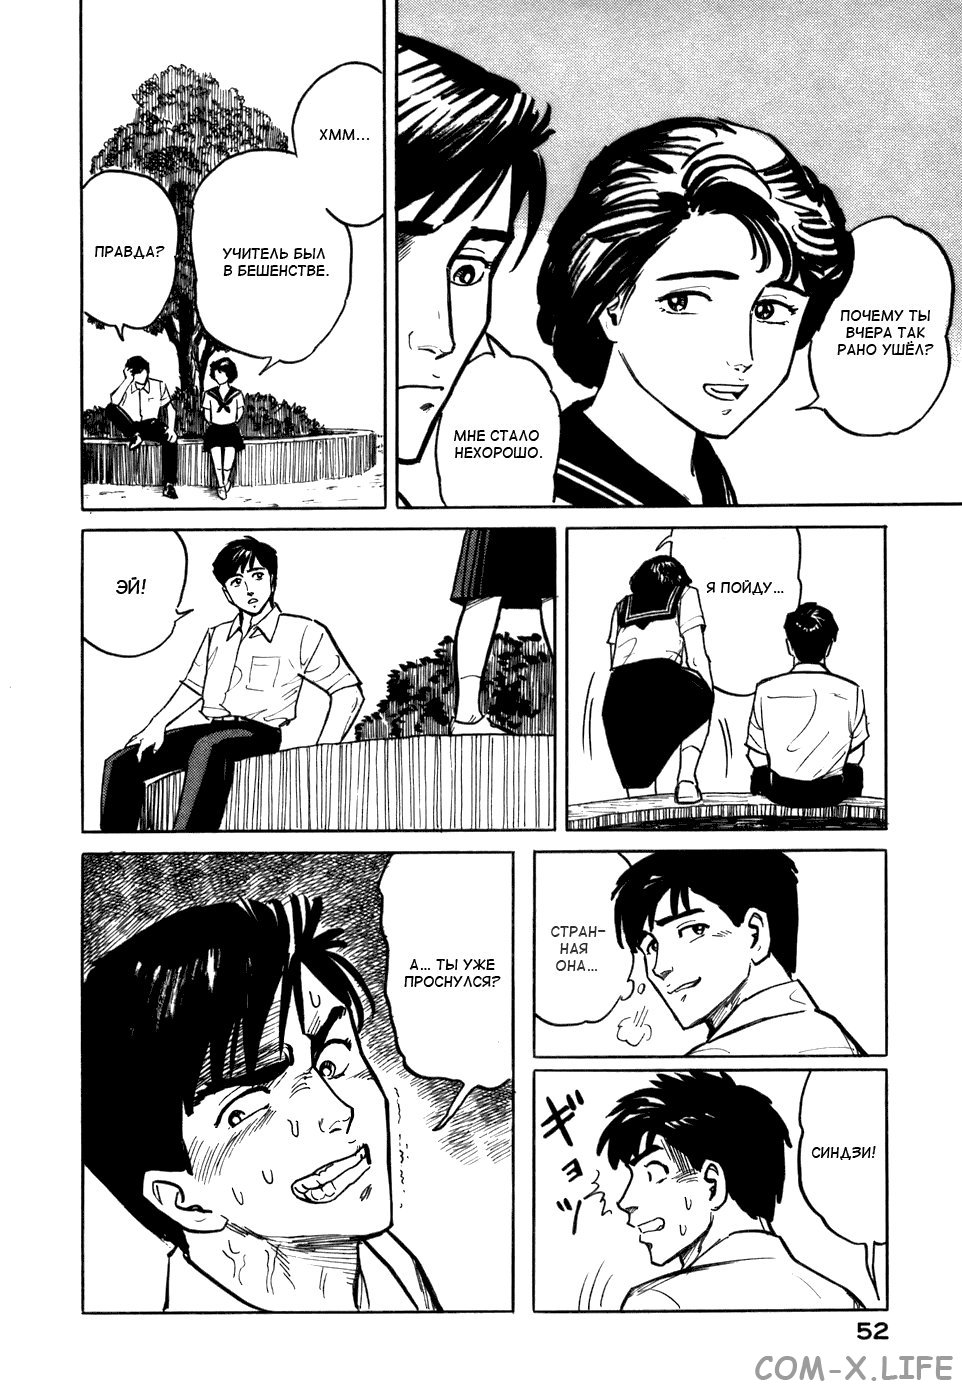 ПОЧЕМУ ТЫ
ВЧЕРА ТАК
РАНО УШЁЛ?
МНЕ СТАЛО
НЕХОРОШО.
ХММ...
УЧИТЕЛЬ БЫЛ
В БЕШЕНСТВЕ.
ПРАВДА?
Я ПОЙДУ...
ЭЙ!
СТРАН-
НАЯ
ОНА...
СИНДЗИ!
ギョッ
А... ТЫ УЖЕ
ПРОСНУЛСЯ?
52
COM-X.LIFE